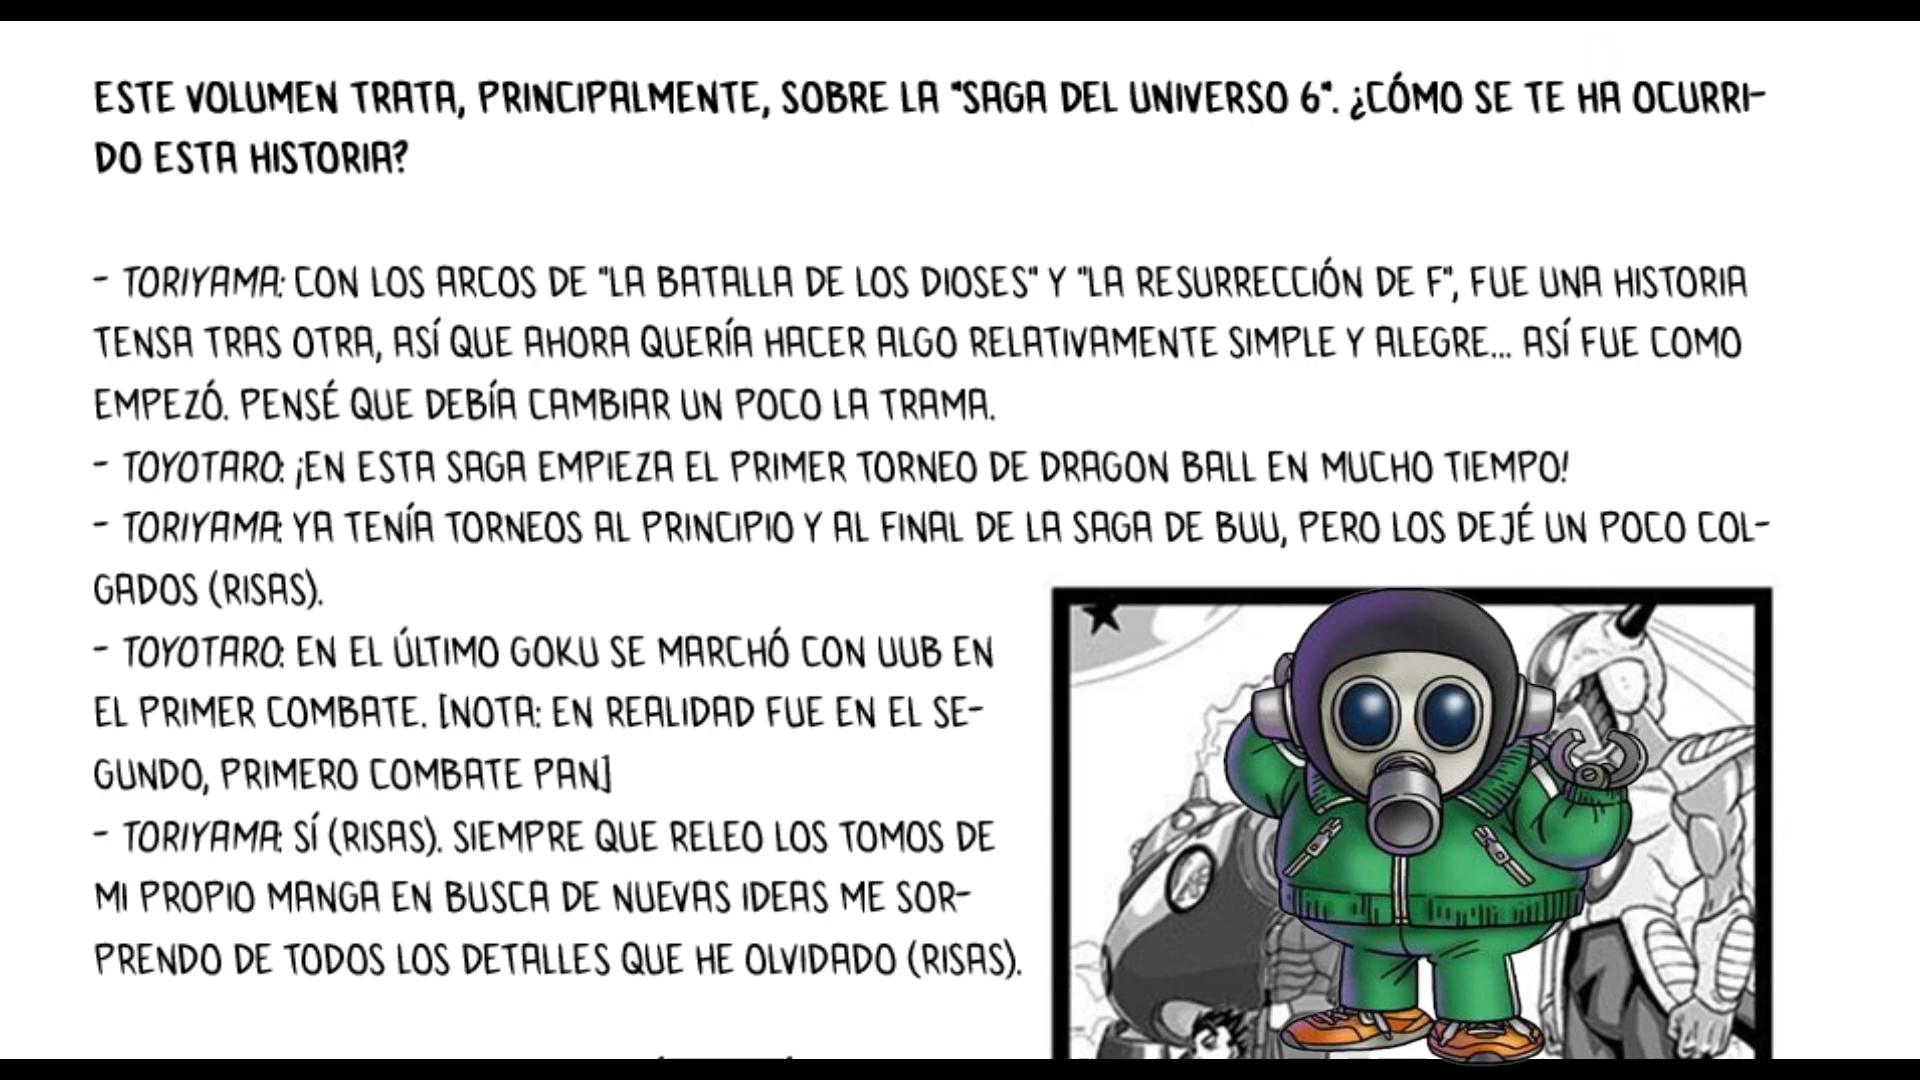 ESTE VOLUMEN TRATA, PRINCIPALMENTE, SOBRE LA "SAGA DEL UNIVERSO 6". ¿CÓMO SE TE HA OCURRI-
DO ESTA HISTORIA?
- TORIYAMA: CON LOS ARCOS DE "LA BATALLA DE LOS DIOSES" Y "LA RESURRECCIÓN DE F", FUE UNA HISTORIA
TENSA TRAS OTRA, ASÍ QUE AHORA QUERÍA HACER ALGO RELATIVAMENTE SIMPLE Y ALEGRE... ASÍ FUE COMO
EMPEZÓ. PENSÉ QUE DEBÍA CAMBIAR UN POCO LA TRAMA.
- TOYOTARO: ¡EN ESTA SAGA EMPIEZA EL PRIMER TORNEO DE DRAGON BALL EN MUCHO TIEMPO!
- TORIYAMA: YA TENÍA TORNEOS AL PRINCIPIO Y AL FINAL DE LA SAGA DE BUU, PERO LOS DEJÉ UN POCO COL-
GADOS (RISAS).
- TOYOTARO: EN EL ÚLTIMO GOKU SE MARCHÓ CON UUB EN
EL PRIMER COMBATE. [NOTA: EN REALIDAD FUE EN EL SE-
GUNDO, PRIMERO COMBATE PAN]
- TORIYAMA: SÍ (RISAS). SIEMPRE QUE RELEO LOS TOMOS DE
MI PROPIO MANGA EN BUSCA DE NUEVAS IDEAS ME SOR-
PRENDO DE TODOS LOS DETALLES QUE HE OLVIDADO (RISAS).